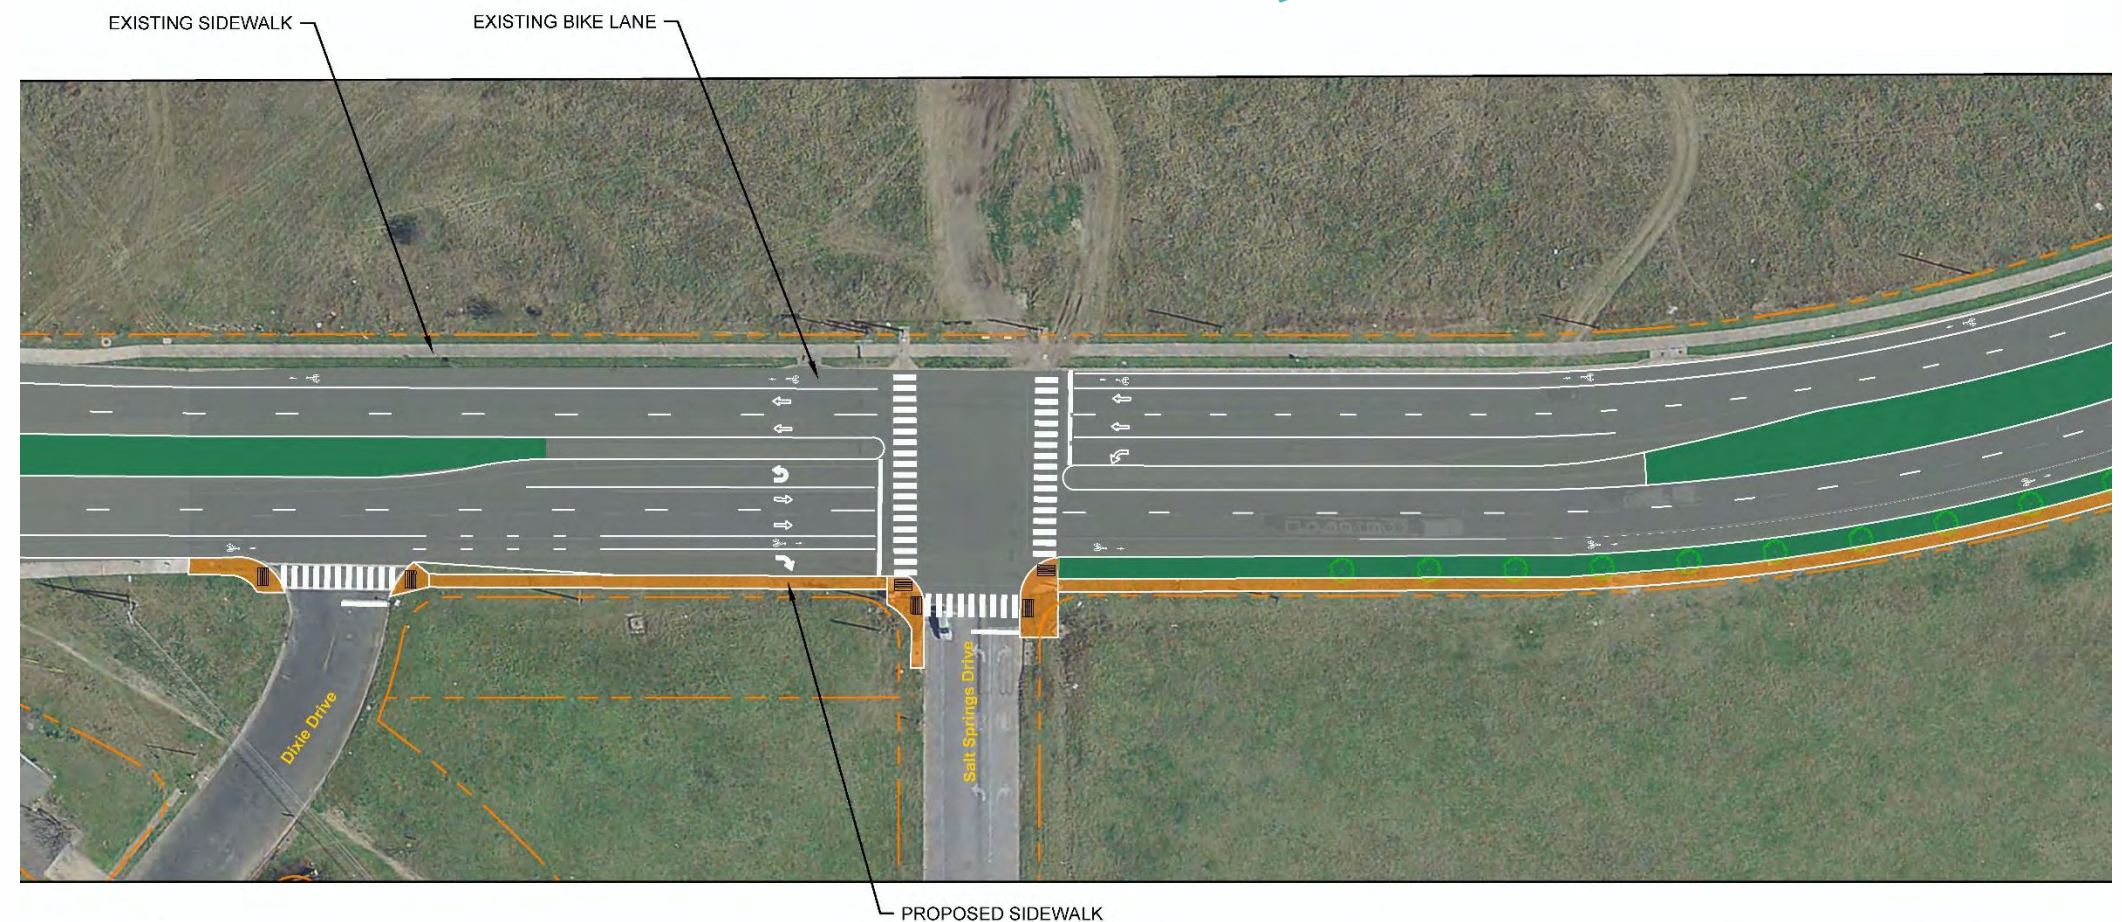 EXISTING SIDEWALK
EXISTING BIKE LANE
Dixie Drive
Salt Springs Drive
PROPOSED SIDEWALK